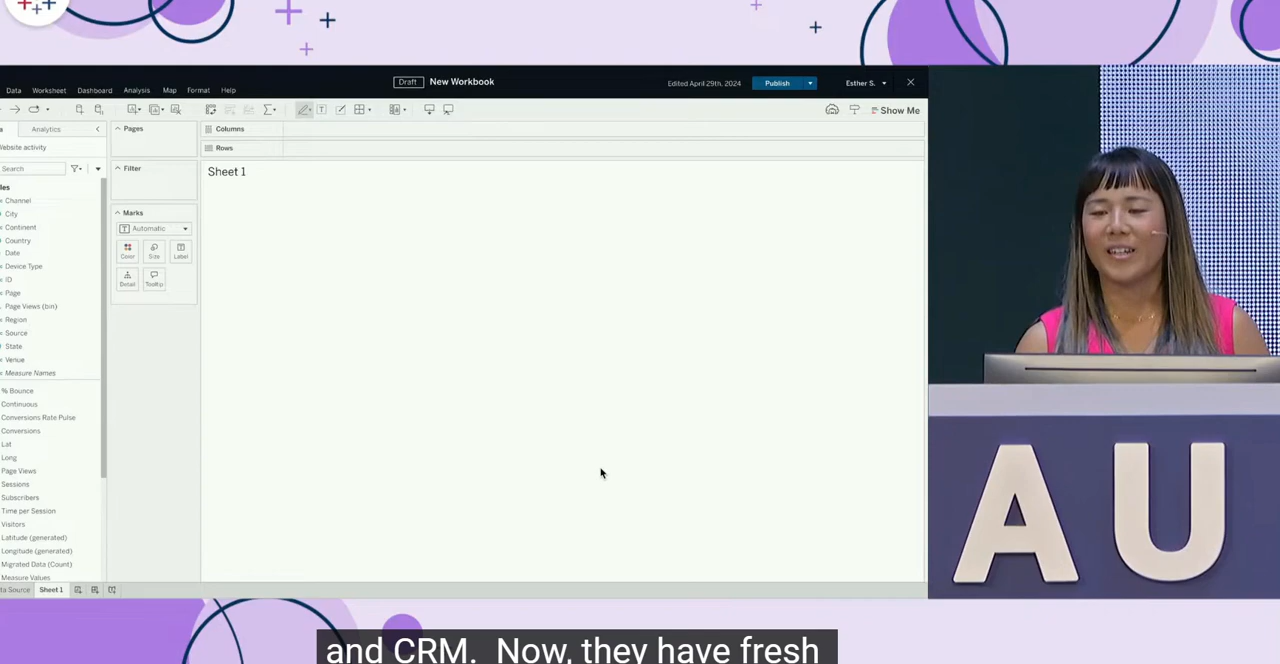 Draft New Workbook
Edited April 29th, 2024
Publish
Esther S.
Data Worksheet Dashboard Analysis Map Format Help
Show Me
Analytics
Website activity
Search
Channel
City
Continent
Country
Date
Device Type
ID
Page
Page Views (bin)
Region
Source
State
Venue
Measure Names
% Bounce
Continuous
Conversions Rate Pulse
Conversions
Lat
Long
Page Views
Sessions
Subscribers
Time per Session
Visitors
Latitude (generated)
Longitude (generated)
Migrated Data (Count)
Measure Values
Pages
Filter
Marks
Automatic
Color Size Label
Detail Tooltip
Columns
Rows
Sheet 1
Source Sheet 1
AU
and CRM. Now, they have fresh